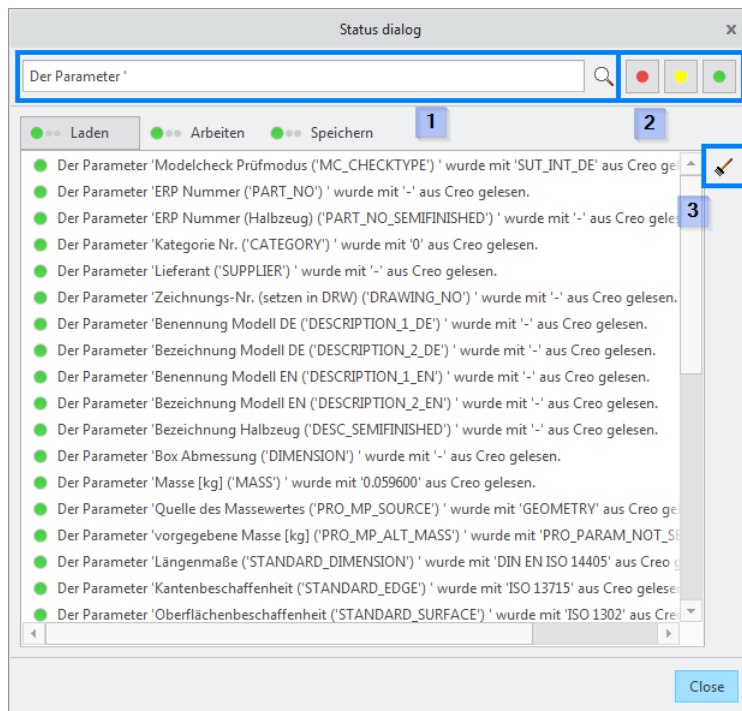 Status dialog x
Der Parameter '
1
2
Laden Arbeiten Speichern
3
Der Parameter 'Modelcheck Prüfmodus ('MC_CHECKTYPE') ' wurde mit 'SUT_INT_DE' aus Creo ge
Der Parameter 'ERP Nummer ('PART_NO') ' wurde mit '-' aus Creo gelesen.
Der Parameter 'ERP Nummer (Halbzeug) ('PART_NO_SEMIFINISHED') ' wurde mit '-' aus Creo geles
Der Parameter 'Kategorie Nr. ('CATEGORY') ' wurde mit '0' aus Creo gelesen.
Der Parameter 'Lieferant ('SUPPLIER') ' wurde mit '-' aus Creo gelesen.
Der Parameter 'Zeichnungs-Nr. (setzen in DRW) ('DRAWING_NO') ' wurde mit '-' aus Creo gelesen.
Der Parameter 'Benennung Modell DE ('DESCRIPTION_1_DE') ' wurde mit '-' aus Creo gelesen.
Der Parameter 'Bezeichnung Modell DE ('DESCRIPTION_2_DE') ' wurde mit '-' aus Creo gelesen.
Der Parameter 'Benennung Modell EN ('DESCRIPTION_1_EN') ' wurde mit '-' aus Creo gelesen.
Der Parameter 'Bezeichnung Modell EN ('DESCRIPTION_2_EN') ' wurde mit '-' aus Creo gelesen.
Der Parameter 'Bezeichnung Halbzeug ('DESC_SEMIFINISHED') ' wurde mit '-' aus Creo gelesen.
Der Parameter 'Box Abmessung ('DIMENSION') ' wurde mit '-' aus Creo gelesen.
Der Parameter 'Masse [kg] ('MASS') ' wurde mit '0.059600' aus Creo gelesen.
Der Parameter 'Quelle des Massewertes ('PRO_MP_SOURCE') ' wurde mit 'GEOMETRY' aus Creo ge
Der Parameter 'vorgegebene Masse [kg] ('PRO_MP_ALT_MASS') ' wurde mit 'PRO_PARAM_NOT_SE
Der Parameter 'Längenmaße ('STANDARD_DIMENSION') ' wurde mit 'DIN EN ISO 14405' aus Creo g
Der Parameter 'Kantenbeschaffenheit ('STANDARD_EDGE') ' wurde mit 'ISO 13715' aus Creo gelese
Der Parameter 'Oberflächenbeschaffenheit ('STANDARD_SURFACE') ' wurde mit 'ISO 1302' aus Cre
Close